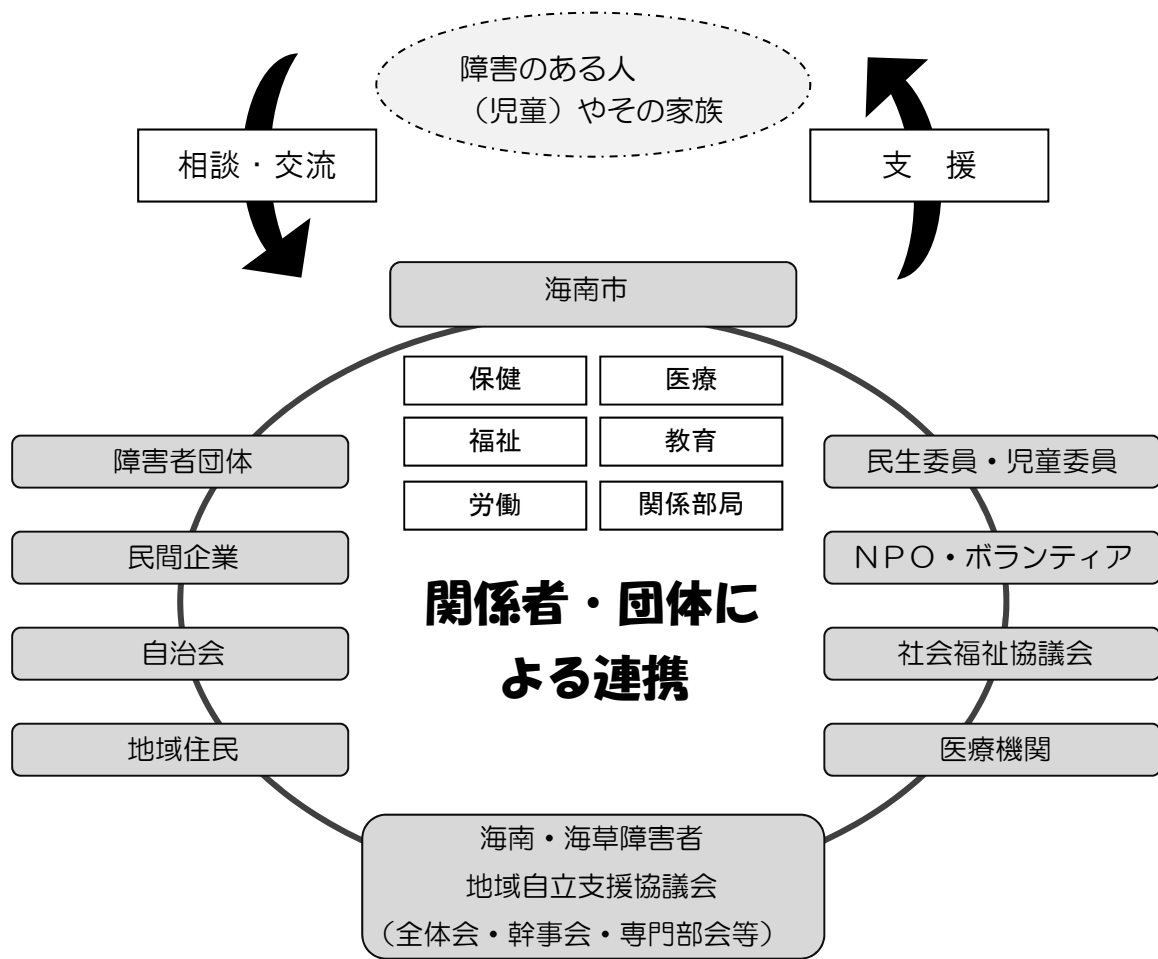 障害のある人
（児童）やその家族
相談・交流
支　援
海南市
保健
医療
福祉
教育
労働
関係部局
障害者団体
民間企業
自治会
地域住民
民生委員・児童委員
ＮＰＯ・ボランティア
社会福祉協議会
医療機関
関係者・団体に
よる連携
海南・海草障害者
地域自立支援協議会
（全体会・幹事会・専門部会等）